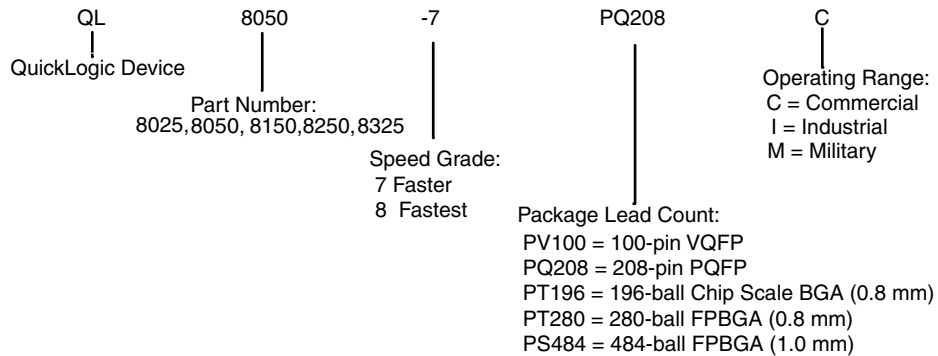 QL 8050 -7 PQ208 C
QuickLogic Device
Part Number:
8025,8050, 8150,8250,8325
Speed Grade:
7 Faster
8 Fastest
Package Lead Count:
PV100 = 100-pin VQFP
PQ208 = 208-pin PQFP
PT196 = 196-ball Chip Scale BGA (0.8 mm)
PT280 = 280-ball FPBGA (0.8 mm)
PS484 = 484-ball FPBGA (1.0 mm)
Operating Range:
C = Commercial
I = Industrial
M = Military